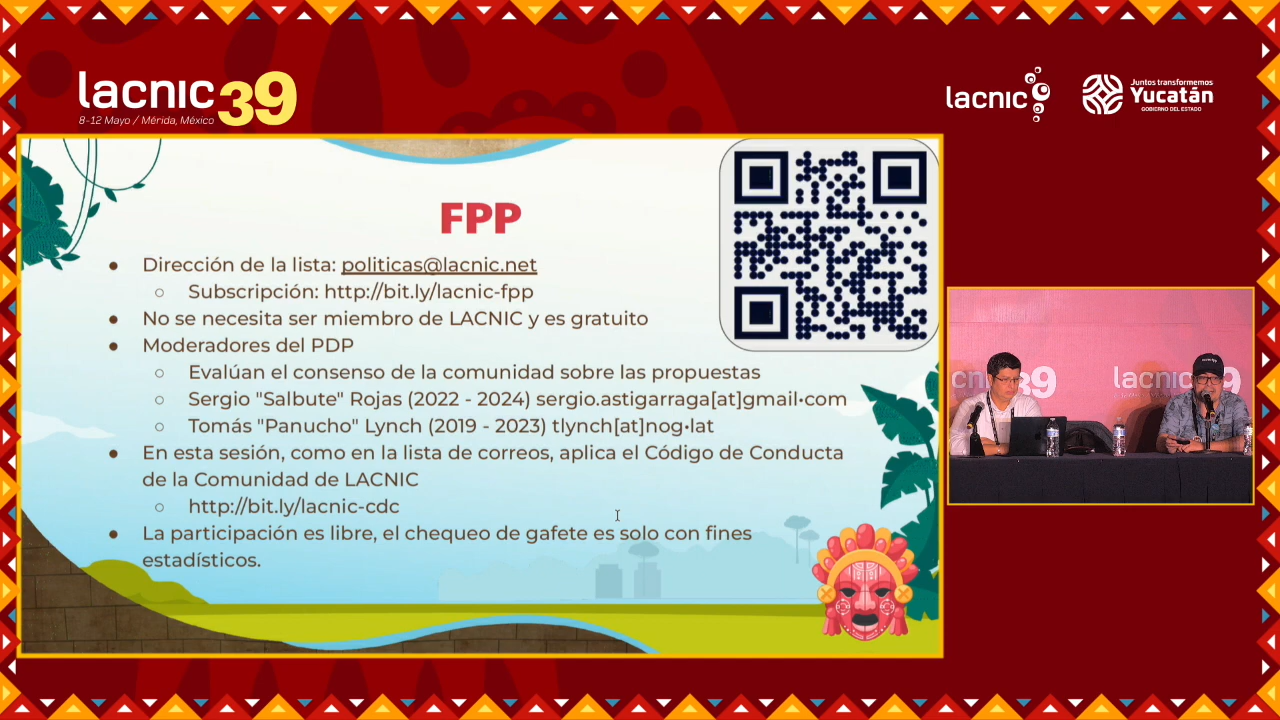 lacnic39
8-12 Mayo / Mérida, México
lacnic
Juntos transformemos
Yucatán
GOBIERNO DEL ESTADO
FPP
● Dirección de la lista: politicas@lacnic.net
○ Subscripción: http://bit.ly/lacnic-fpp
● No se necesita ser miembro de LACNIC y es gratuito
● Moderadores del PDP
○ Evalúan el consenso de la comunidad sobre las propuestas
○ Sergio "Salbute" Rojas (2022 - 2024) sergio.astigarraga[at]gmail•com
○ Tomás "Panucho" Lynch (2019 - 2023) tlynch[at]nog•lat
● En esta sesión, como en la lista de correos, aplica el Código de Conducta
de la Comunidad de LACNIC
○ http://bit.ly/lacnic-cdc
● La participación es libre, el chequeo de gafete es solo con fines
estadísticos.
cn 39
lacnic 9